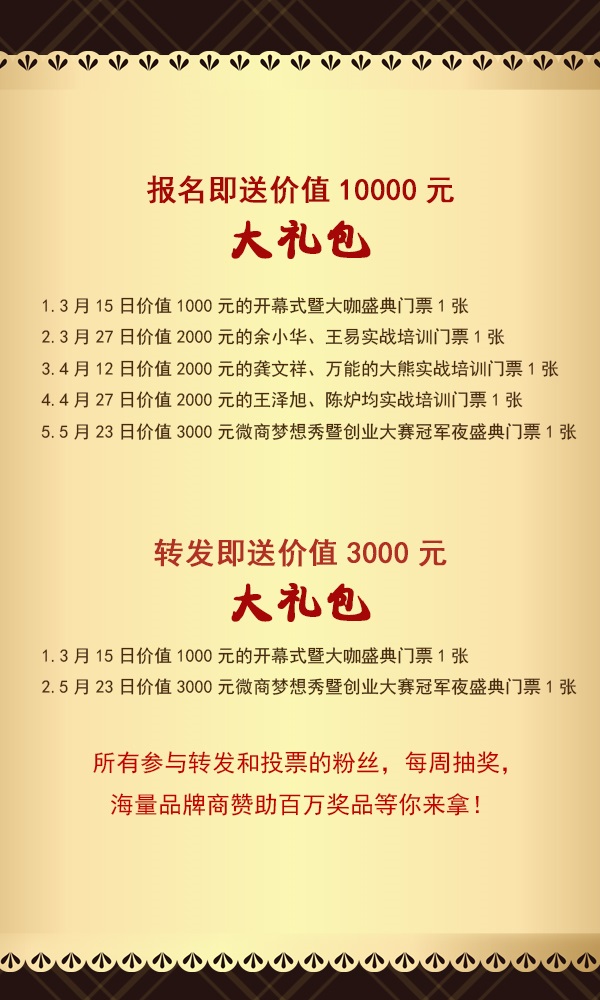 报名即送价值 10000 元
大礼包
1.3 月 15 日价值 1000 元的开幕式暨大咖盛典门票 1 张
2.3 月 27 日价值 2000 元的余小华、王易实战培训门票 1 张
3.4 月 12 日价值 2000 元的龚文祥、万能的大熊实战培训门票 1 张
4.4 月 27 日价值 2000 元的王泽旭、陈炉均实战培训门票 1 张
5.5 月 23 日价值 3000 元微商梦想秀暨创业大赛冠军夜盛典门票 1 张
转发即送价值 3000 元
大礼包
1.3 月 15 日价值 1000 元的开幕式暨大咖盛典门票 1 张
2.5 月 23 日价值 3000 元微商梦想秀暨创业大赛冠军夜盛典门票 1 张
所有参与转发和投票的粉丝，每周抽奖，
海量品牌商赞助百万奖品等你来拿！